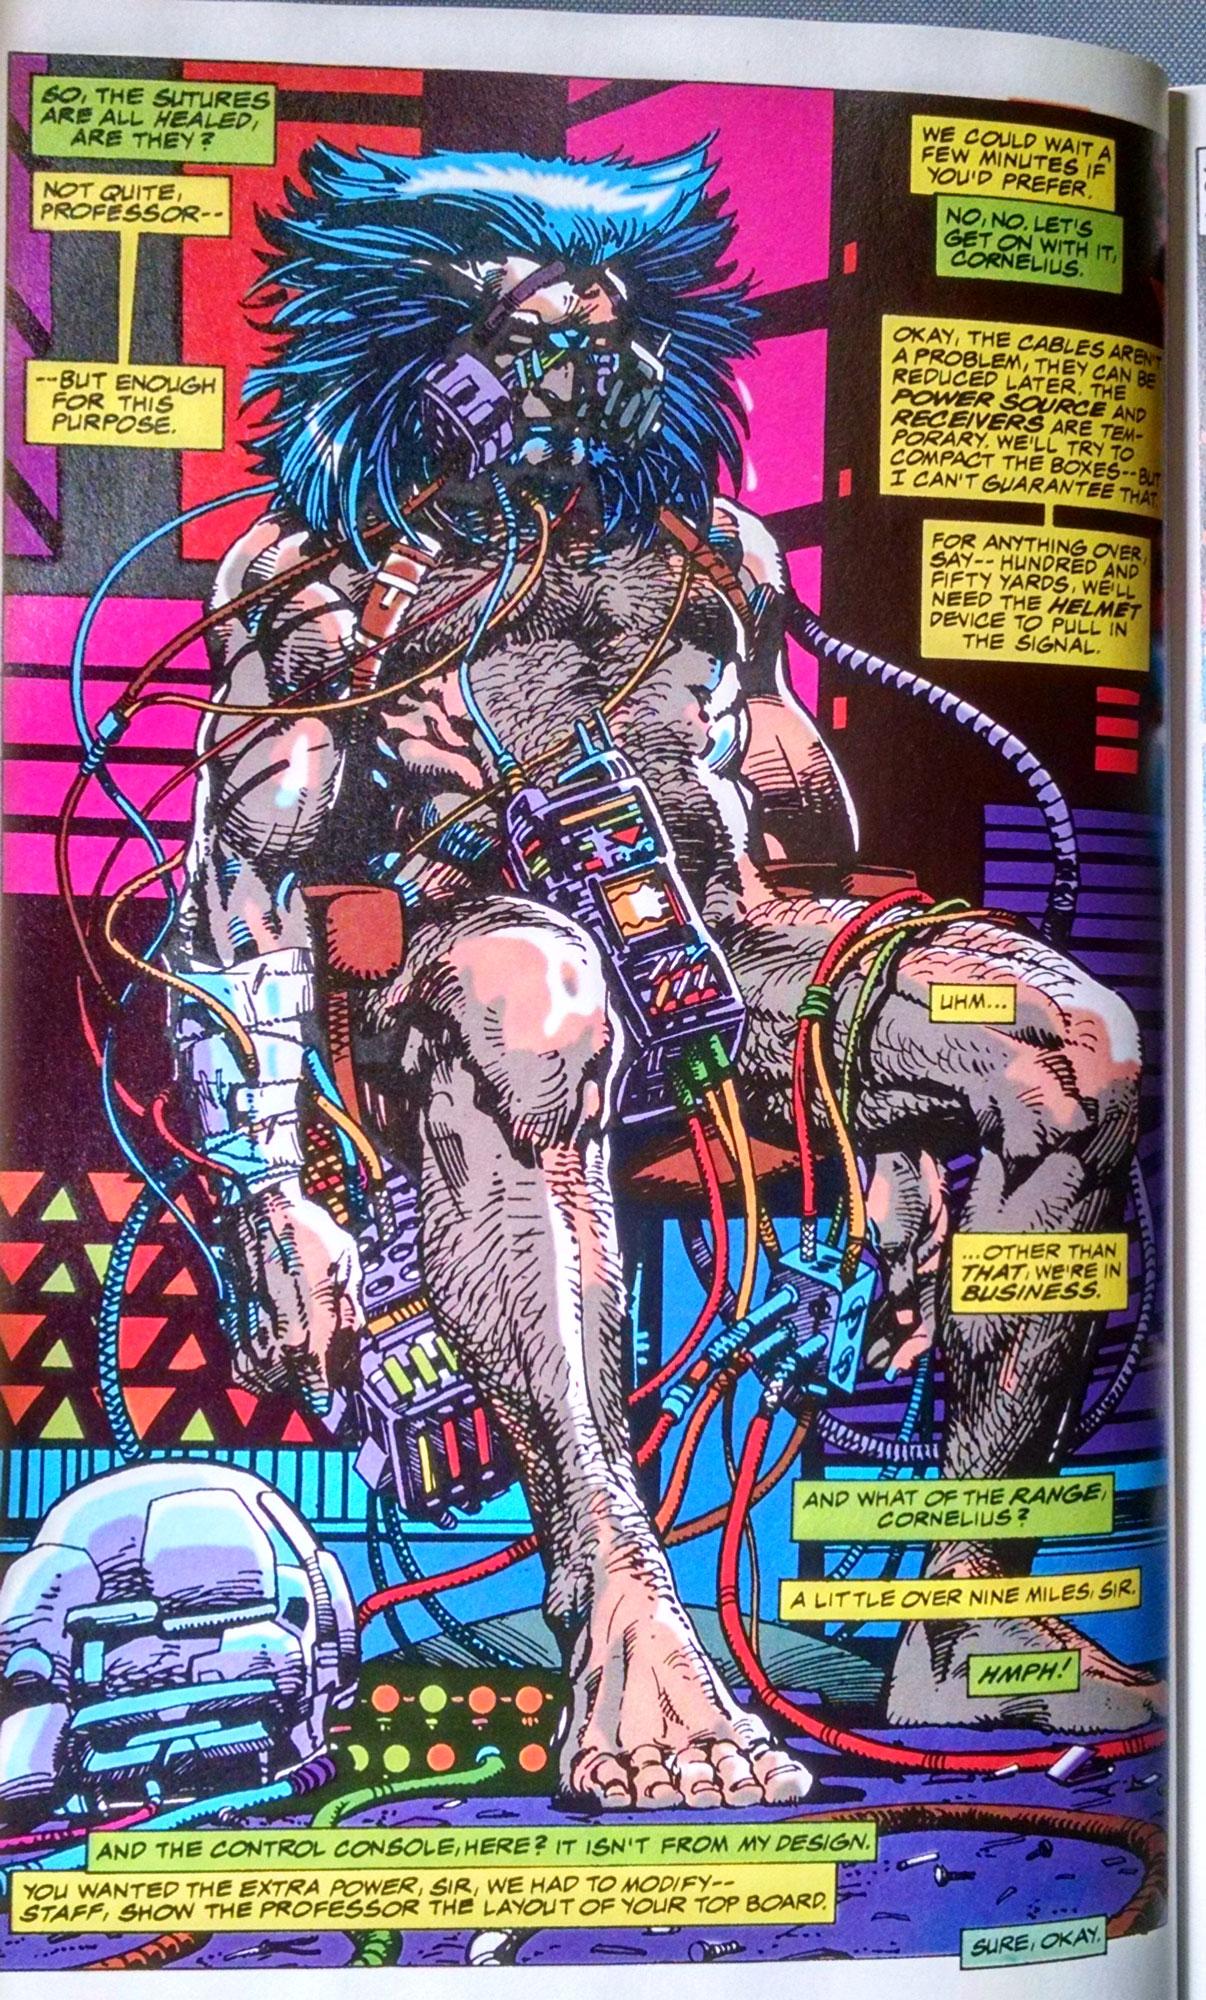 SO, THE SUTURES
ARE ALL HEALED,
ARE THEY?
NOT QUITE,
PROFESSOR--
--BUT ENOUGH
FOR THIS
PURPOSE.
WE COULD WAIT A
FEW MINUTES IF
YOU'D PREFER.
NO, NO. LET'S
GET ON WITH IT,
CORNELIUS.
OKAY, THE CABLES AREN'T
A PROBLEM, THEY CAN BE
REDUCED LATER. THE
POWER SOURCE AND
RECEIVERS ARE TEM-
PORARY. WE'LL TRY TO
COMPACT THE BOXES--BUT
I CAN'T GUARANTEE THAT.
FOR ANYTHING OVER,
SAY-- HUNDRED AND
FIFTY YARDS, WE'LL
NEED THE HELMET
DEVICE TO PULL IN
THE SIGNAL.
UHM...
...OTHER THAN
THAT, WE'RE IN
BUSINESS.
AND WHAT OF THE RANGE,
CORNELIUS?
A LITTLE OVER NINE MILES, SIR.
HMPH!
AND THE CONTROL CONSOLE, HERE? IT ISN'T FROM MY DESIGN.
YOU WANTED THE EXTRA POWER, SIR, WE HAD TO MODIFY--
STAFF, SHOW THE PROFESSOR THE LAYOUT OF YOUR TOP BOARD.
SURE, OKAY.